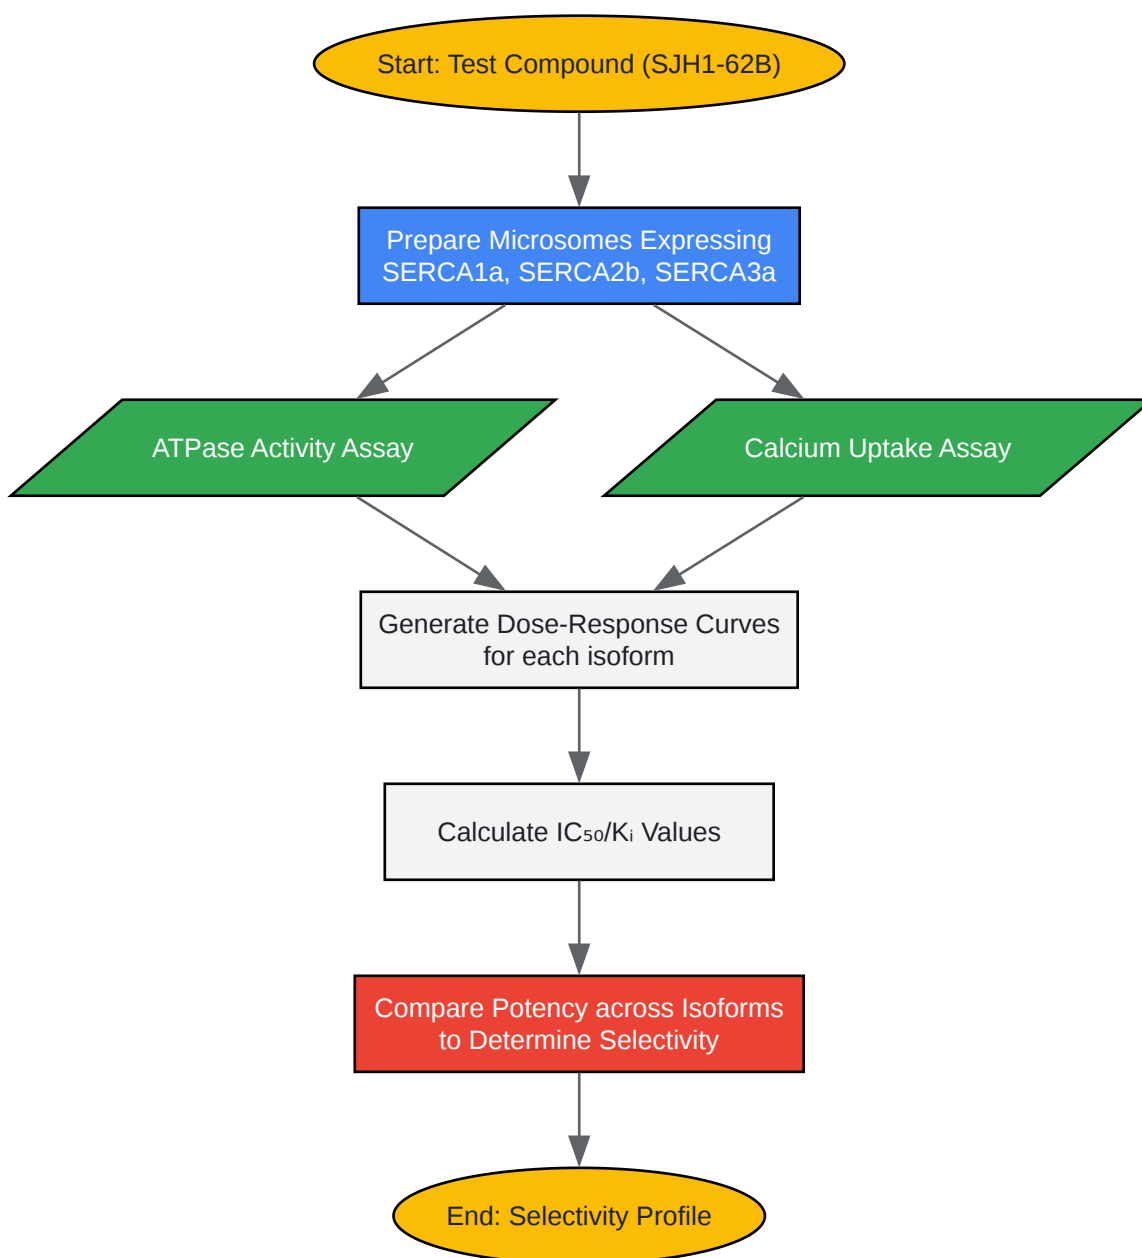 Start: Test Compound (SJH1-62B)
Prepare Microsomes Expressing
SERCA1a, SERCA2b, SERCA3a
ATPase Activity Assay
Calcium Uptake Assay
Generate Dose-Response Curves
for each isoform
Calculate IC₅₀/Kᵢ Values
Compare Potency across Isoforms
to Determine Selectivity
End: Selectivity Profile